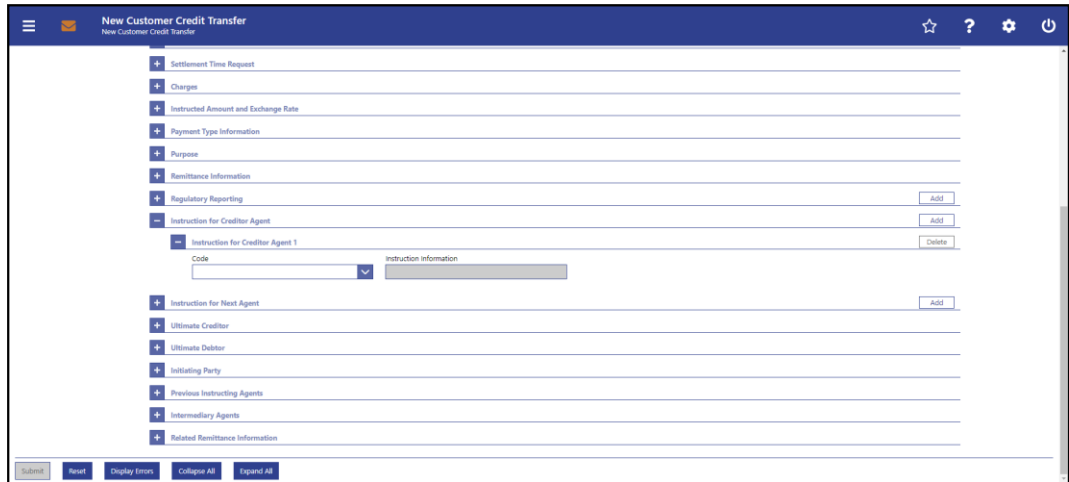 New Customer Credit Transfer
New Customer Credit Transfer
Settlement Time Request
Charges
Instructed Amount and Exchange Rate
Payment Type Information
Purpose
Remittance Information
Regulatory Reporting Add
Instruction for Creditor Agent Add
Instruction for Creditor Agent 1 Delete
Code Instruction Information
Instruction for Next Agent Add
Ultimate Creditor
Ultimate Debtor
Initiating Party
Previous Instructing Agents
Intermediary Agents
Related Remittance Information
Submit Reset Display Errors Collapse All Expand All